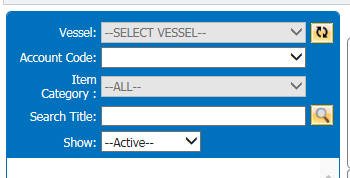 Vessel: --SELECT VESSEL--
Account Code:
Item
Category : --ALL--
Search Title:
Show: --Active--